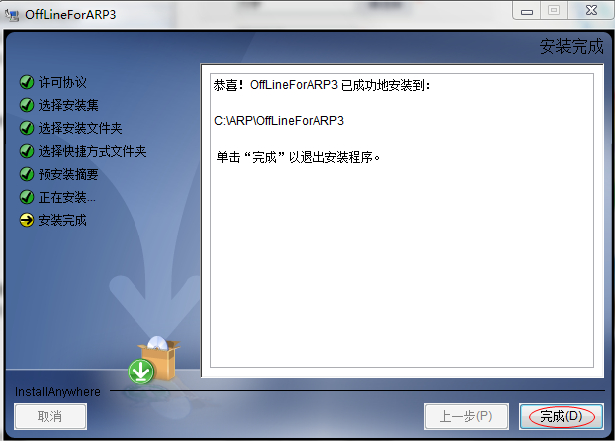 OffLineForARP3
安装完成
许可协议
选择安装集
选择安装文件夹
选择快捷方式文件夹
预安装摘要
正在安装...
安装完成
恭喜！OffLineForARP3 已成功地安装到：
C:\ARP\OffLineForARP3
单击“完成”以退出安装程序。
InstallAnywhere
取消
上一步(P)
完成(D)